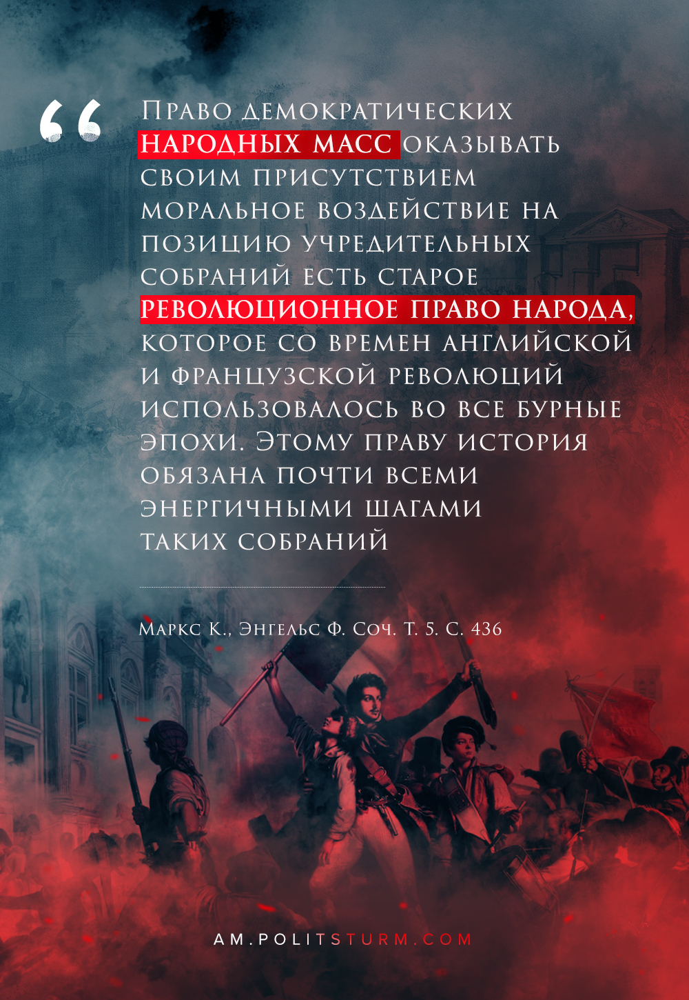 “
Право демократических
народных масс оказывать
своим присутствием
моральное воздействие на
позицию учредительных
собраний есть старое
революционное право народа,
которое со времен английской
и французской революций
использовалось во все бурные
эпохи. Этому праву история
обязана почти всеми
энергичными шагами
таких собраний
Маркс К., Энгельс Ф. Соч. Т. 5. С. 436
AM.POLITSTURM.COM